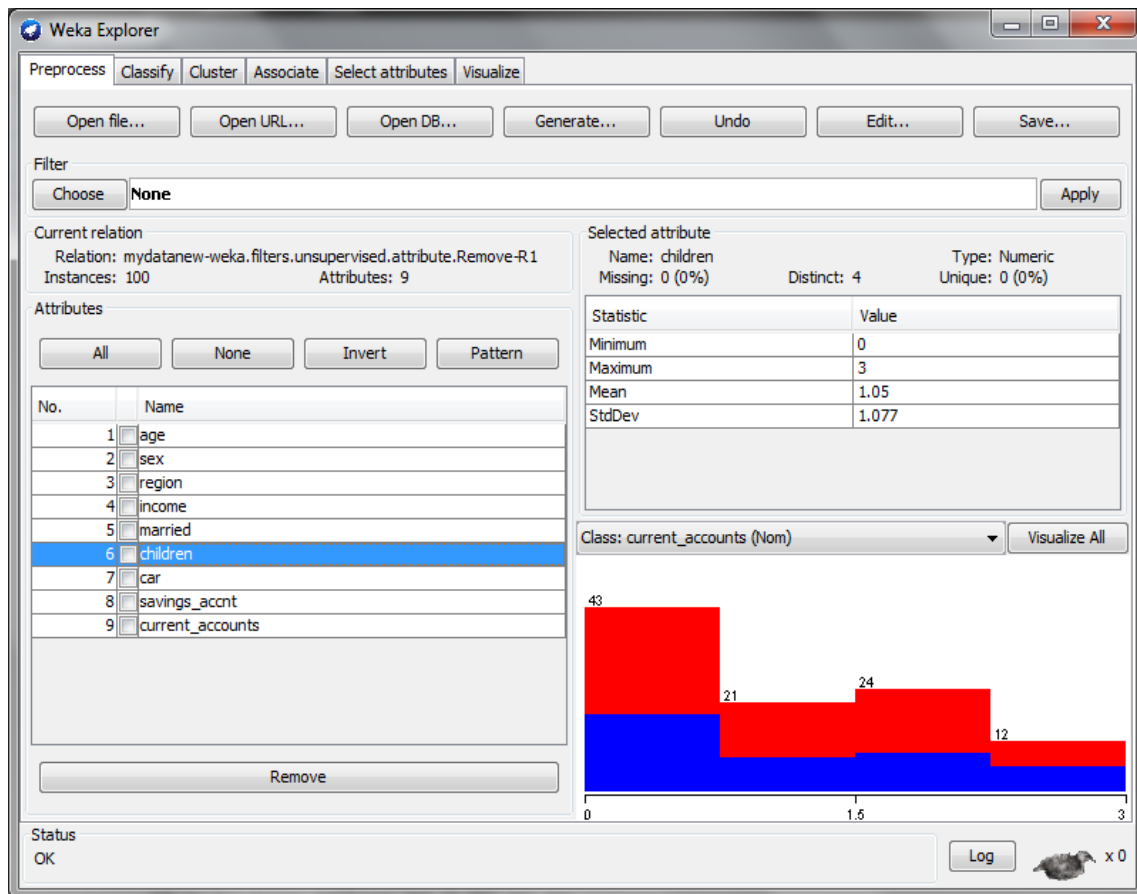 Weka Explorer
Preprocess Classify Cluster Associate Select attributes Visualize
Open file... Open URL... Open DB... Generate... Undo Edit... Save...
Filter
Choose None Apply
Current relation
Relation: mydatanew-weka.filters.unsupervised.attribute.Remove-R1
Instances: 100 Attributes: 9
Attributes
All None Invert Pattern
No. Name
1 age
2 sex
3 region
4 income
5 married
6 children
7 car
8 savings_accnt
9 current_accounts
Remove
Selected attribute
Name: children Type: Numeric
Missing: 0 (0%) Distinct: 4 Unique: 0 (0%)
Statistic Value
Minimum 0
Maximum 3
Mean 1.05
StdDev 1.077
Class: current_accounts (Nom) Visualize All
43
21
24
12
0 1.5 3
Status
OK
Log x 0